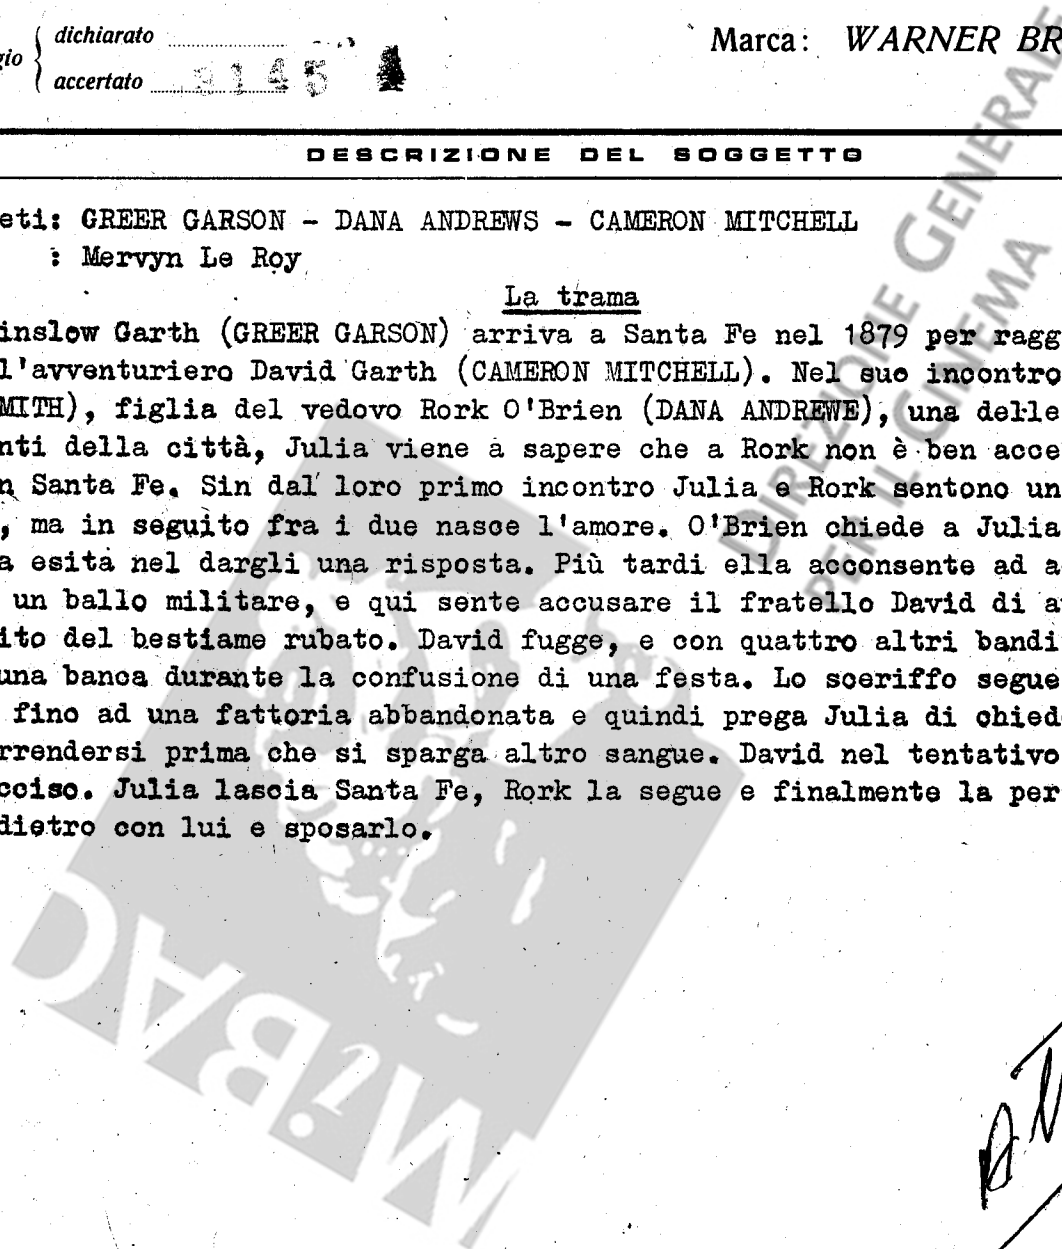 gio { dichiarato
accertato 3145
Marca: WARNER BR
DESCRIZIONE DEL SOGGETTO
eti: GREER GARSON - DANA ANDREWS - CAMERON MITCHELL
: Mervyn Le Roy
La trama
inslow Garth (GREER GARSON) arriva a Santa Fe nel 1879 per ragg
l'avventuriero David Garth (CAMERON MITCHELL). Nel suo incontro
MITH), figlia del vedovo Rork O'Brien (DANA ANDREWE), una delle
nti della città, Julia viene a sapere che a Rork non è ben acce
n Santa Fe. Sin dal loro primo incontro Julia e Rork sentono un
, ma in seguito fra i due nasce l'amore. O'Brien chiede a Julia
a esita nel dargli una risposta. Più tardi ella acconsente ad a
un ballo militare, e qui sente accusare il fratello David di a
ito del bestiame rubato. David fugge, e con quattro altri bandi
una banca durante la confusione di una festa. Lo sceriffo segue
fino ad una fattoria abbandonata e quindi prega Julia di chied
rrendersi prima che si sparga altro sangue. David nel tentativo
cciso. Julia lascia Santa Fe, Rork la segue e finalmente la per
dietro con lui e sposarlo.
DIREZIONE GENERALE
PER IL CINEMA
MiBAC